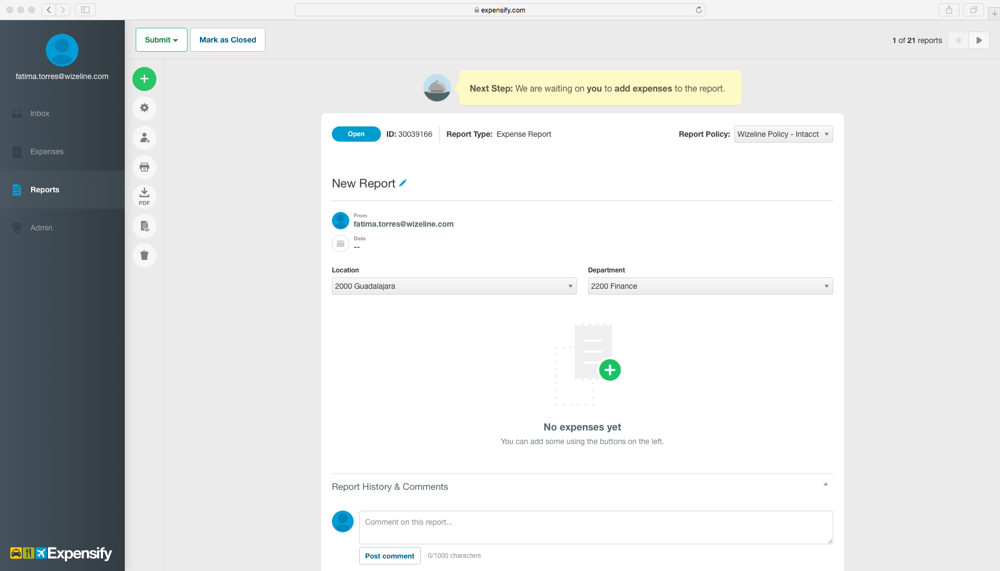 expensify.com
fatima.torres@wizeline.com
Inbox
Expenses
Reports
Admin
Expensify
Submit
Mark as Closed
1 of 21 reports
PDF
Next Step: We are waiting on you to add expenses to the report.
Open
ID: 30039166
Report Type: Expense Report
Report Policy:
Wizeline Policy - Intacct
New Report
From
fatima.torres@wizeline.com
Date
--
Location
Department
2000 Guadalajara
2200 Finance
No expenses yet
You can add some using the buttons on the left.
Report History & Comments
Comment on this report...
Post comment
0/1000 characters